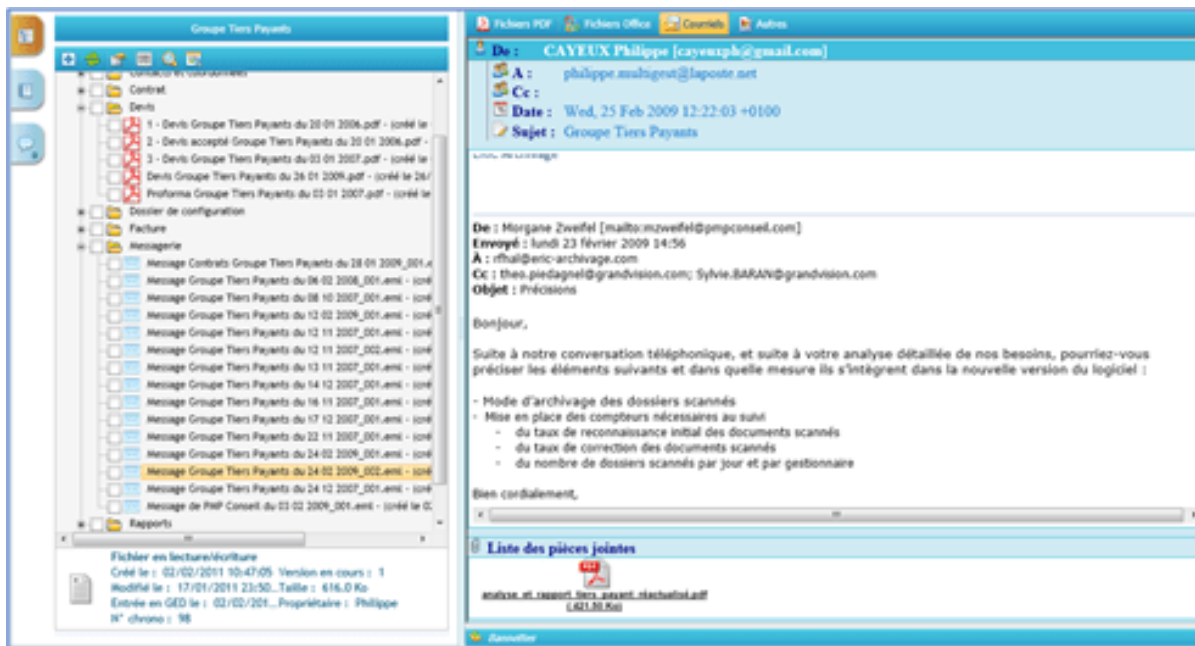 Groupe Tiers Payants
Contacts et coordonnées
Contrat
Devis
1 - Devis Groupe Tiers Payants du 20 01 2006.pdf - (créé le
2 - Devis accepté Groupe Tiers Payants du 20 01 2006.pdf -
3 - Devis Groupe Tiers Payants du 03 01 2007.pdf - (créé le
Devis Groupe Tiers Payants du 26 01 2009.pdf - (créé le 26/
Proforma Groupe Tiers Payants du 02 01 2007.pdf - (créé le
Dossier de configuration
Facture
Messagerie
Message Contrats Groupe Tiers Payants du 28 01 2009_001.e
Message Groupe Tiers Payants du 06 02 2008_001.eml - (cré
Message Groupe Tiers Payants du 08 10 2007_001.eml - (cré
Message Groupe Tiers Payants du 12 02 2009_001.eml - (cré
Message Groupe Tiers Payants du 12 11 2007_001.eml - (cré
Message Groupe Tiers Payants du 12 11 2007_002.eml - (cré
Message Groupe Tiers Payants du 13 11 2007_001.eml - (cré
Message Groupe Tiers Payants du 14 12 2007_001.eml - (cré
Message Groupe Tiers Payants du 16 11 2007_001.eml - (cré
Message Groupe Tiers Payants du 17 12 2007_001.eml - (cré
Message Groupe Tiers Payants du 22 11 2007_001.eml - (cré
Message Groupe Tiers Payants du 24 02 2009_001.eml - (cré
Message Groupe Tiers Payants du 24 02 2009_002.eml - (cré
Message Groupe Tiers Payants du 24 12 2007_001.eml - (cré
Message de PMP Conseil du 03 02 2009_001.eml - (créé le 0
Rapports
Fichier en lecture/écriture
Créé le : 02/02/2011 10:47:05 Version en cours : 1
Modifié le : 17/01/2011 23:50... Taille : 616,0 Ko
Entrée en GED le : 02/02/201... Propriétaire : Philippe
N° chrono : 98
Fichiers PDF Fichiers Office Courriels Autres
De : CAYEUX Philippe [cayeuxph@gmail.com]
A : philippe.multigest@laposte.net
Cc :
Date : Wed, 25 Feb 2009 12:22:03 +0100
Sujet : Groupe Tiers Payants
Eric Archivage
De : Morgane Zweifel [mailto:mzweifel@pmpconseil.com]
Envoyé : lundi 23 février 2009 14:56
À : rfhal@eric-archivage.com
Cc : theo.piedagnel@grandvision.com; Sylvie.BARAN@grandvision.com
Objet : Précisions
Bonjour,
Suite à notre conversation téléphonique, et suite à votre analyse détaillée de nos besoins, pourriez-vous
préciser les éléments suivants et dans quelle mesure ils s'intègrent dans la nouvelle version du logiciel :
- Mode d'archivage des dossiers scannés
- Mise en place des compteurs nécessaires au suivi
- du taux de reconnaissance initial des documents scannés
- du taux de correction des documents scannés
- du nombre de dossiers scannés par jour et par gestionnaire
Bien cordialement,
Liste des pièces jointes
analyse_et_rapport_tiers_payant_réactualisé.pdf
(421.50 Ko)
Bannette